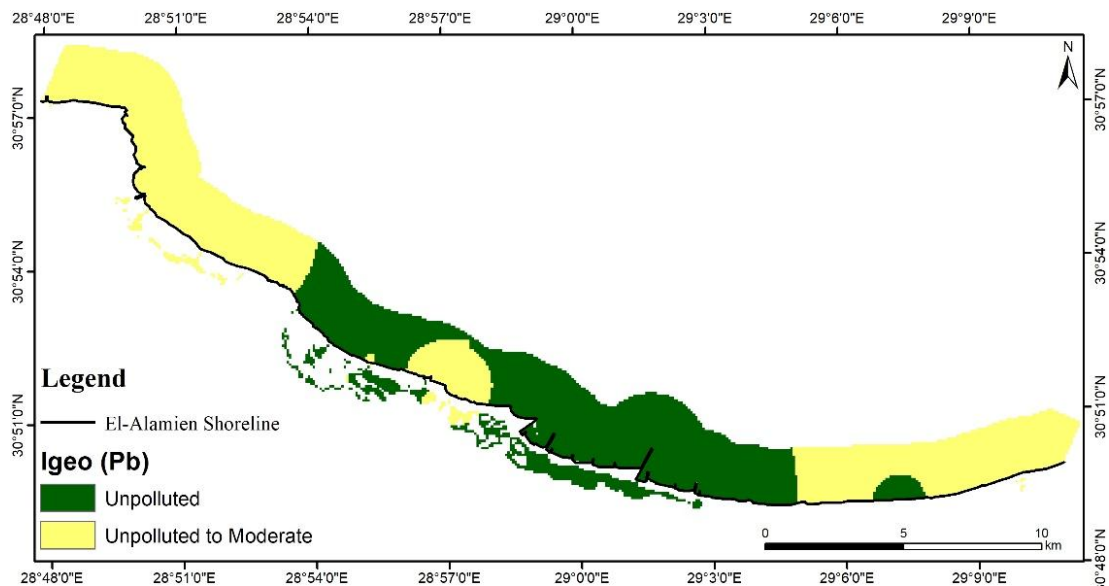 28°48'0"E 28°51'0"E 28°54'0"E 28°57'0"E 29°0'0"E 29°3'0"E 29°6'0"E 29°9'0"E
N
30°57'0"N 30°57'0"N
30°54'0"N 30°54'0"N
Legend
30°51'0"N El-Alamien Shoreline 30°51'0"N
Igeo (Pb)
Unpolluted
Unpolluted to Moderate
0 5 10
km
30°48'0"N
28°48'0"E 28°51'0"E 28°54'0"E 28°57'0"E 29°0'0"E 29°3'0"E 29°6'0"E 29°9'0"E